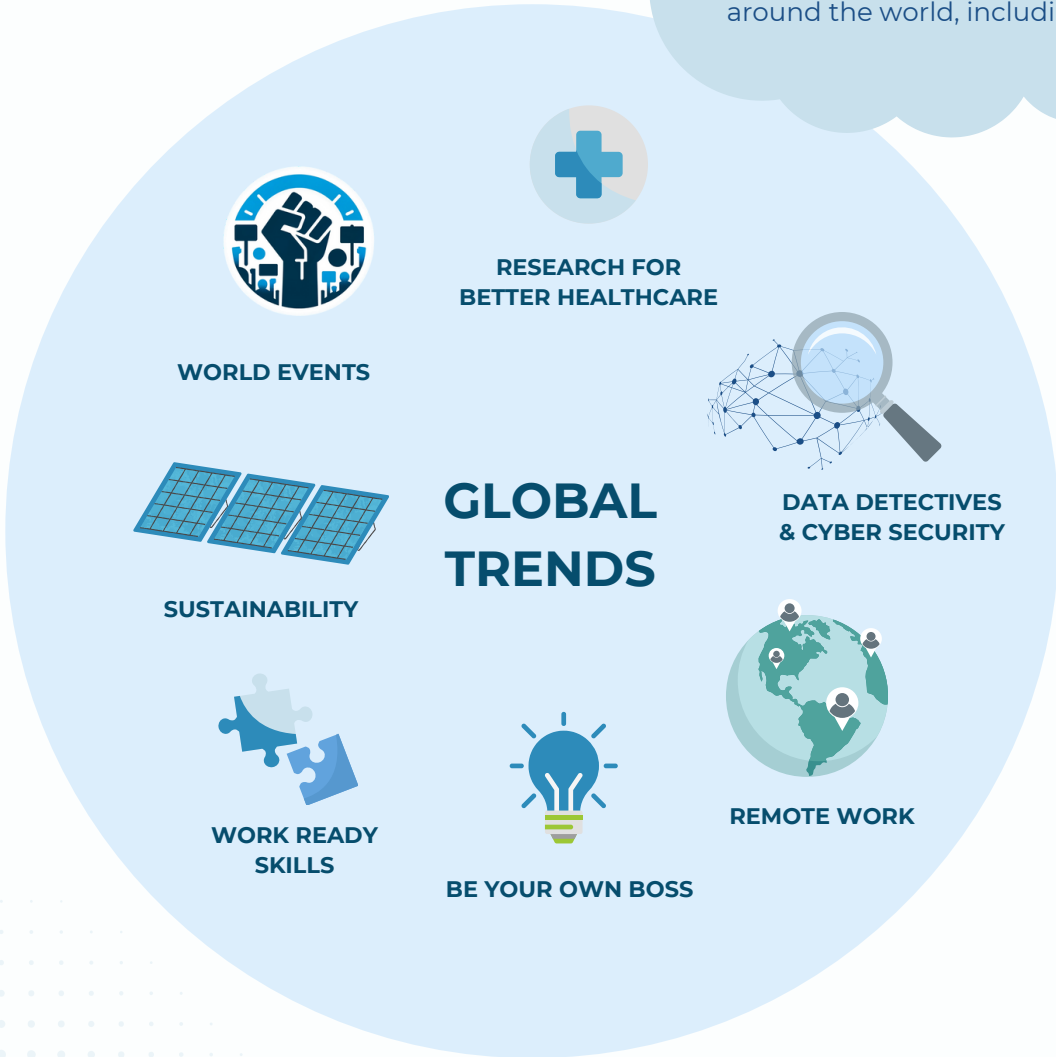 around the world, includi
RESEARCH FOR
BETTER HEALTHCARE
WORLD EVENTS
DATA DETECTIVES
& CYBER SECURITY
GLOBAL
TRENDS
SUSTAINABILITY
REMOTE WORK
WORK READY
SKILLS
BE YOUR OWN BOSS